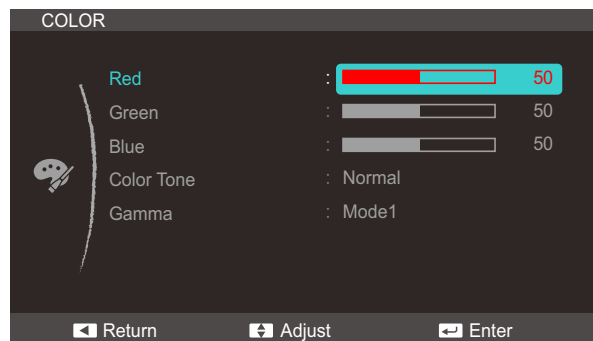 COLOR
Red : 50
Green : 50
Blue : 50
Color Tone : Normal
Gamma : Mode1
Return Adjust Enter